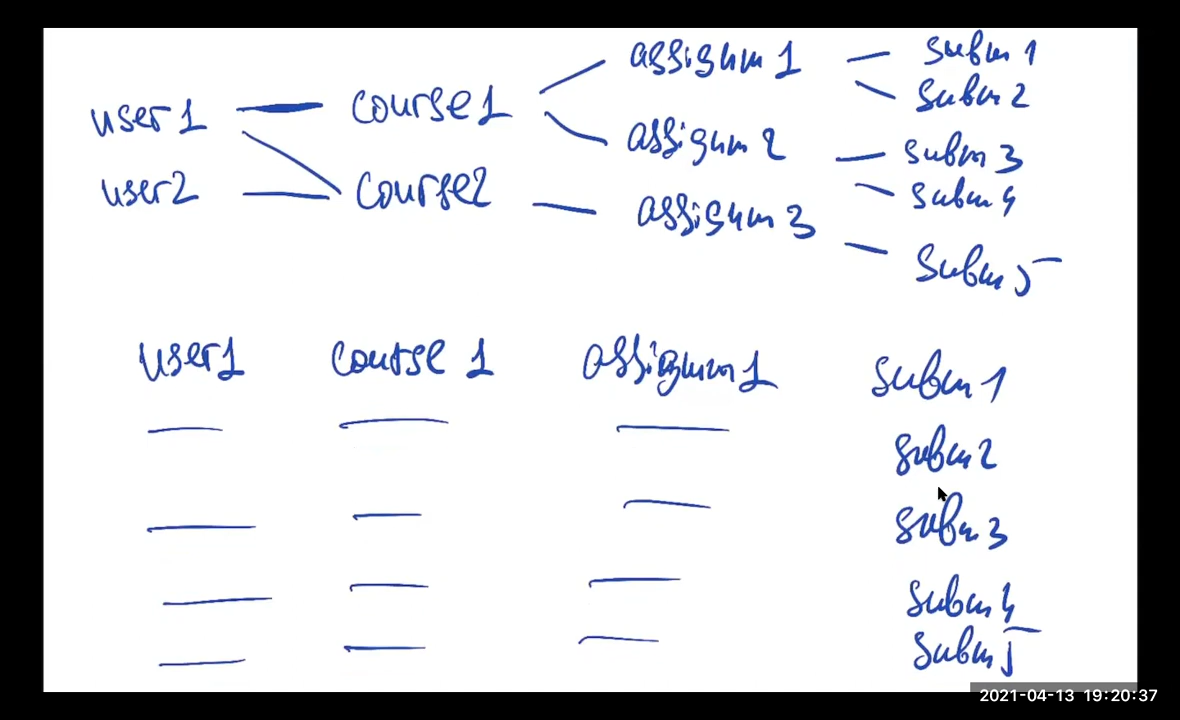 user1 course1 assignm 1 subm 1
subm 2
user2 course2 assignm 2 subm 3
subm 4
assignm 3 subm 5
user1 course 1 assignm1 subm 1
subm 2
subm 3
subm 4
subm 5
2021-04-13 19:20:37